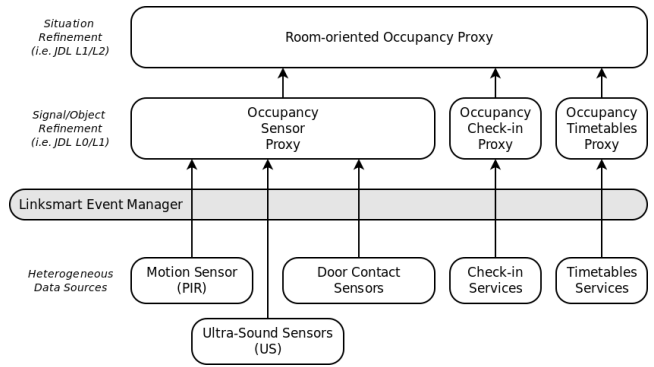 Situation
Refinement
(i.e. JDL L1/L2)
Room-oriented Occupancy Proxy
Signal/Object
Refinement
(i.e. JDL L0/L1)
Occupancy
Sensor
Proxy
Occupancy
Check-in
Proxy
Occupancy
Timetables
Proxy
Linksmart Event Manager
Heterogeneous
Data Sources
Motion Sensor
(PIR)
Door Contact
Sensors
Check-in
Services
Timetables
Services
Ultra-Sound Sensors
(US)